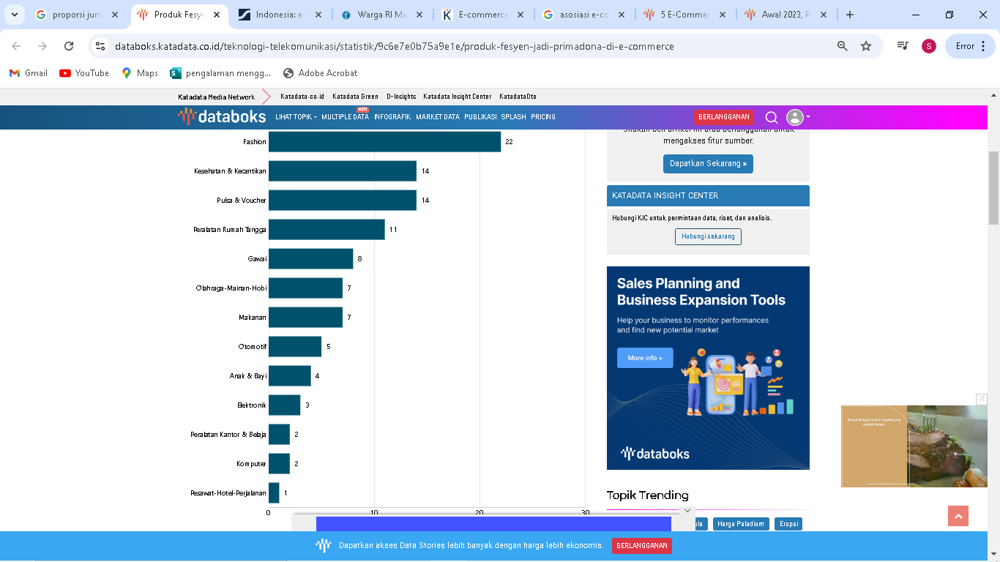 proporsi jum
Produk Fesye
Indonesia: e-
Warga RI Ma
E-commerce
asosiasi e-co
5 E-Commer
Awal 2023, P
databoks.katadata.co.id/teknologi-telekomunikasi/statistik/9c6e7e0b75a9e1e/produk-fesyen-jadi-primadona-di-e-commerce
S
Error
Gmail
YouTube
Maps
pengalaman mengg...
Adobe Acrobat
Katadata Media Network
Katadata.co.id
Katadata Green
D-Insights
Katadata Insight Center
KatadataOto
databoks
LIHAT TOPIK
MULTIPLE DATA
NEW
INFOGRAFIK
MARKET DATA
PUBLIKASI
SPLASH
PRICING
BERLANGGANAN
Fashion 22
Kesehatan & Kecantikan 14
Pulsa & Voucher 14
Peralatan Rumah Tangga 11
Gawai 8
Olahraga-Mainan-Hobi 7
Makanan 7
Otomotif 5
Anak & Bayi 4
Elektronik 3
Peralatan Kantor & Belaja 2
Komputer 2
Pesawat-Hotel-Perjalanan 1
0 10 20 30
mengakses fitur sumber.
Dapatkan Sekarang »
KATADATA INSIGHT CENTER
Hubungi KIC untuk permintaan data, riset, dan analisis.
Hubungi sekarang
Sales Planning and
Business Expansion Tools
Help your business to monitor performances
and find new potential market
More info »
databoks
Topik Trending
ula
Harga Paladium
Erupsi
Dapatkan akses Data Stories lebih banyak dengan harga lebih ekonomis.
BERLANGGANAN